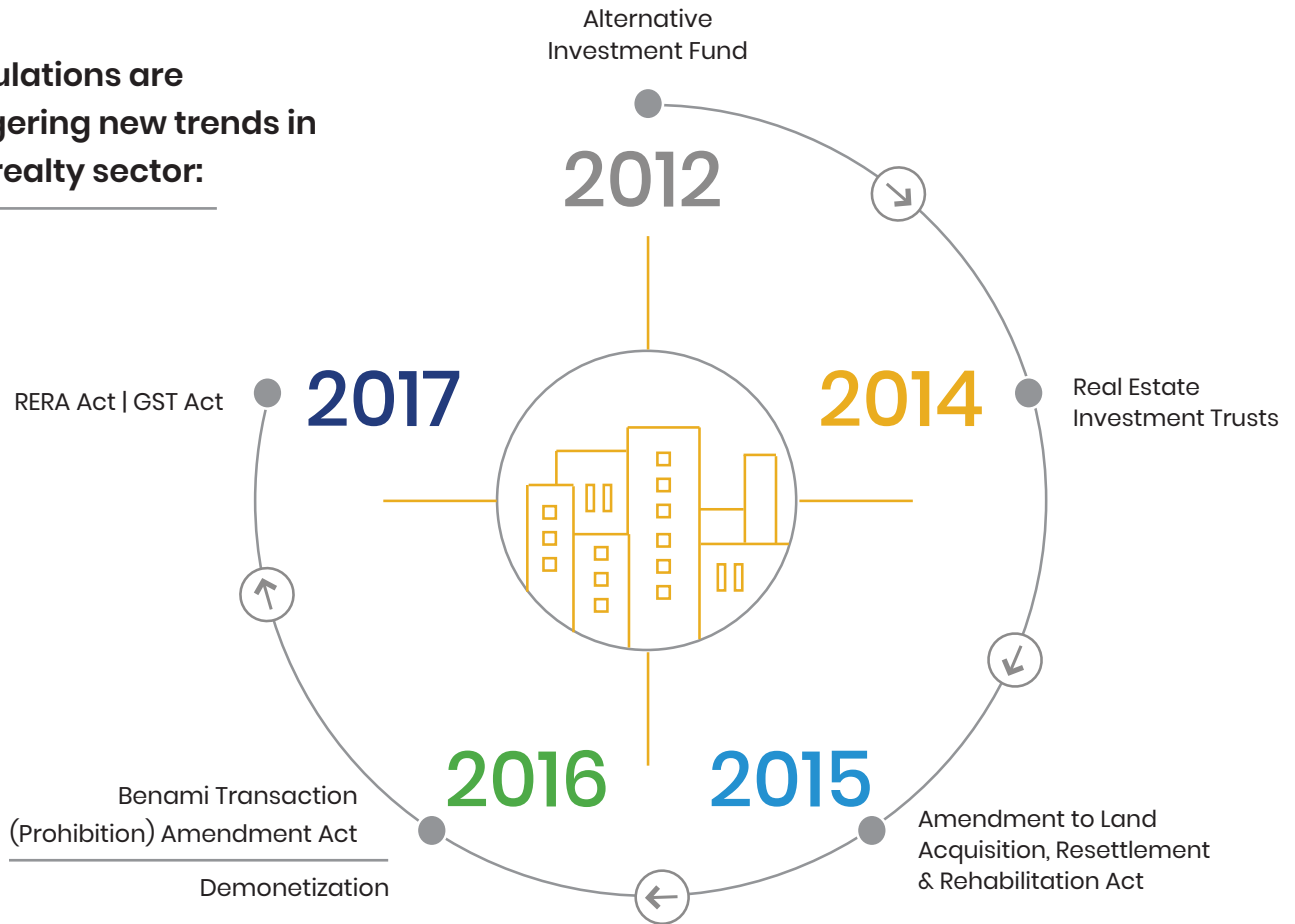 ulations are
gering new trends in
realty sector:
Alternative
Investment Fund
2012
2014
Real Estate
Investment Trusts
2015
Amendment to Land
Acquisition, Resettlement
& Rehabilitation Act
2016
Benami Transaction
(Prohibition) Amendment Act
Demonetization
2017
RERA Act | GST Act